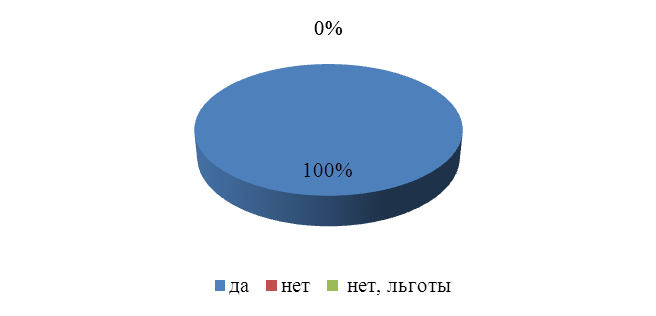 0%
100%
да нет нет, льготы